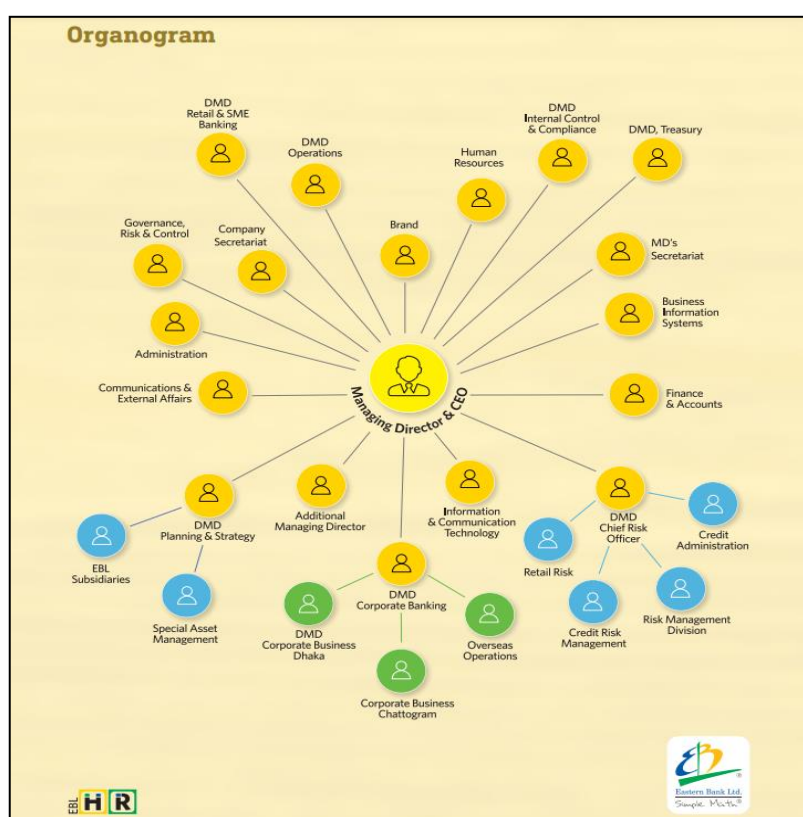 Organogram
DMD
Retail & SME
Banking
DMD
Operations
Human
Resources
DMD
Internal Control
& Compliance
DMD, Treasury
Governance,
Risk & Control
Company
Secretariat
Brand
MD's
Secretariat
Business
Information
Systems
Administration
Communications &
External Affairs
Managing Director & CEO
Finance
& Accounts
DMD
Planning & Strategy
Additional
Managing Director
Information
& Communication
Technology
DMD
Chief Risk
Officer
Credit
Administration
EBL
Subsidiaries
Retail Risk
Special Asset
Management
DMD
Corporate Banking
DMD
Corporate Business
Dhaka
Overseas
Operations
Credit Risk
Management
Risk Management
Division
Corporate Business
Chattogram
EBL HR
Eastern Bank Ltd.
Simple Math®